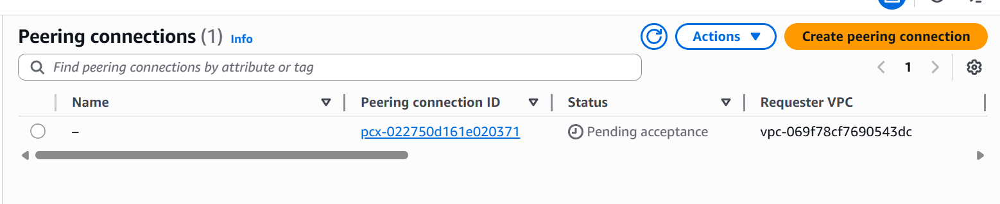 Peering connections (1) Info
Actions
Create peering connection
Find peering connections by attribute or tag
1
Name
Peering connection ID
Status
Requester VPC
–
pcx-022750d161e020371
Pending acceptance
vpc-069f78cf7690543dc